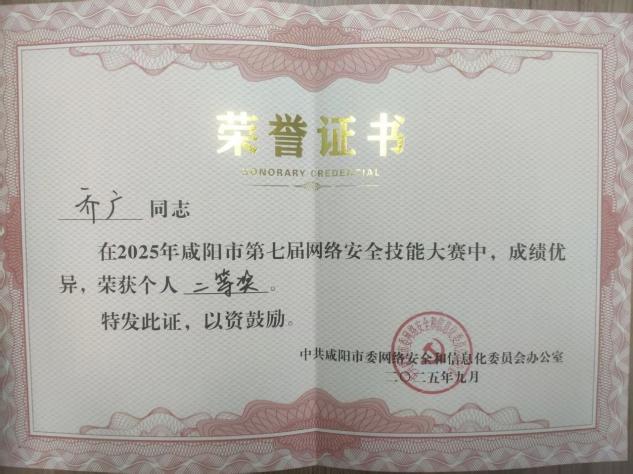 荣誉证书
HONORARY CREDENTIAL
乔广 同志
在2025年咸阳市第七届网络安全技能大赛中，成绩优
异，荣获个人 二等奖 。
特发此证，以资鼓励。
中共咸阳市委网络安全和信息化委员会办公室
二〇二五年九月